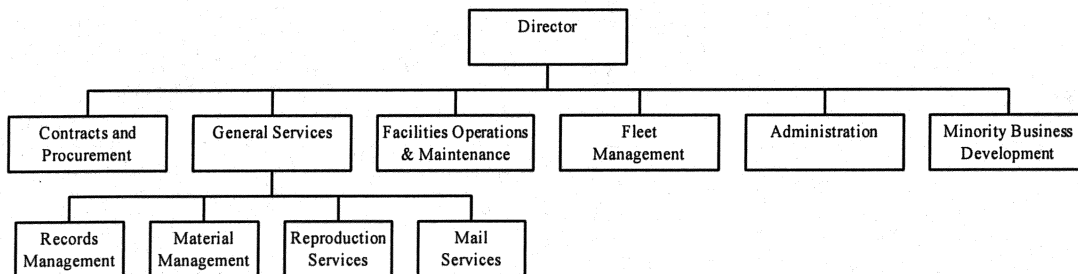 Director
Contracts and
Procurement
General Services
Facilities Operations
& Maintenance
Fleet
Management
Administration
Minority Business
Development
Records
Management
Material
Management
Reproduction
Services
Mail
Services